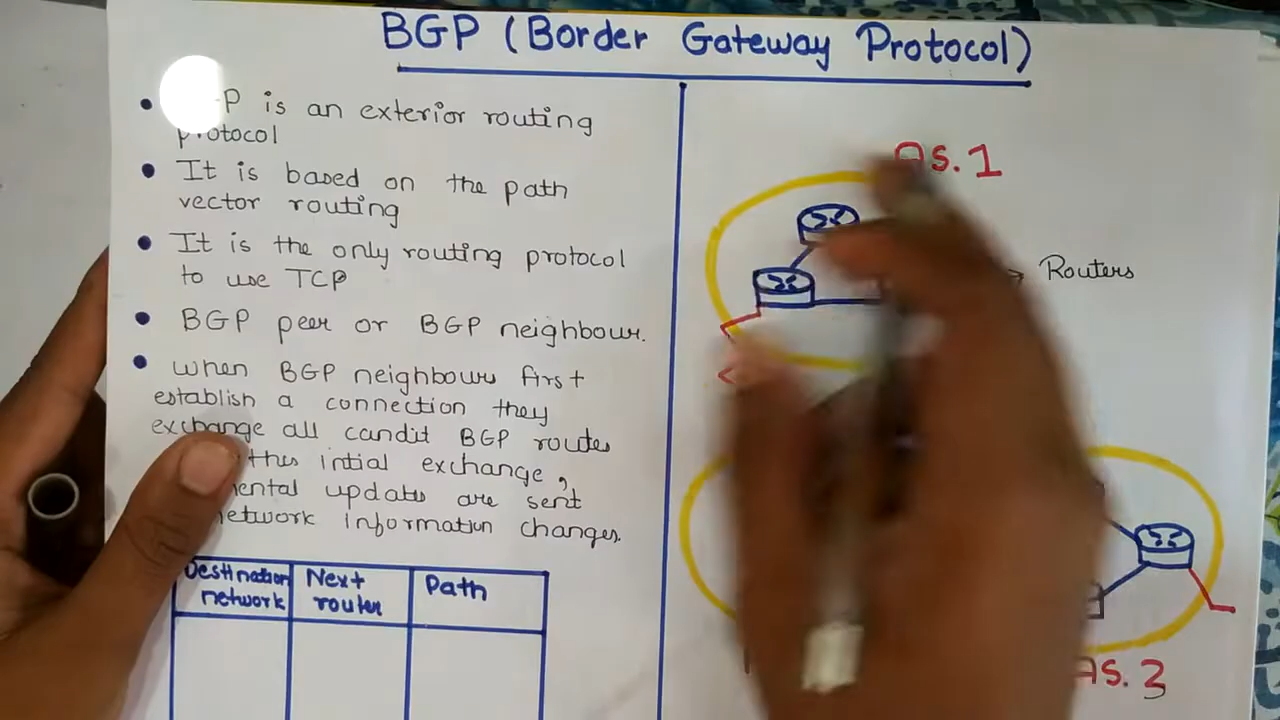 BGP (Border Gateway Protocol)
P is an exterior routing
protocol
It is based on the path
vector routing
It is the only routing protocol
to use TCP
BGP peer or BGP neighbour.
when BGP neighbours first
establish a connection they
exchange all candit BGP routes
this intial exchange,
mental updates are sent
network information changes.
Destination
network
Next
router
Path
As.1
Routers
As.3